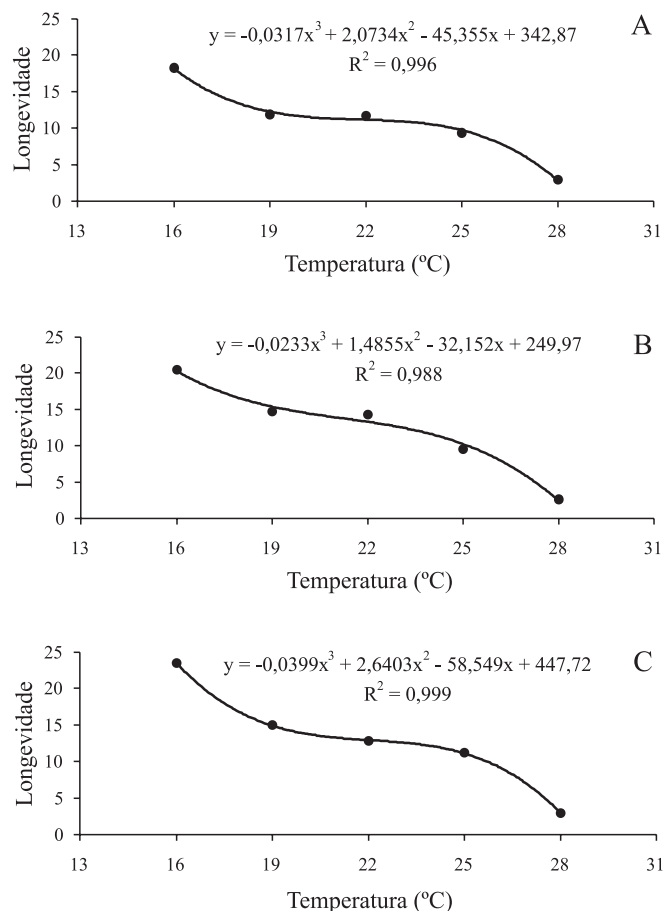 A
y = -0,0317x³ + 2,0734x² - 45,355x + 342,87
R² = 0,996
Longevidade
25
20
15
10
5
0
13 16 19 22 25 28 31
Temperatura (ºC)
B
y = -0,0233x³ + 1,4855x² - 32,152x + 249,97
R² = 0,988
Longevidade
25
20
15
10
5
0
13 16 19 22 25 28 31
Temperatura (ºC)
C
y = -0,0399x³ + 2,6403x² - 58,549x + 447,72
R² = 0,999
Longevidade
25
20
15
10
5
0
13 16 19 22 25 28 31
Temperatura (ºC)